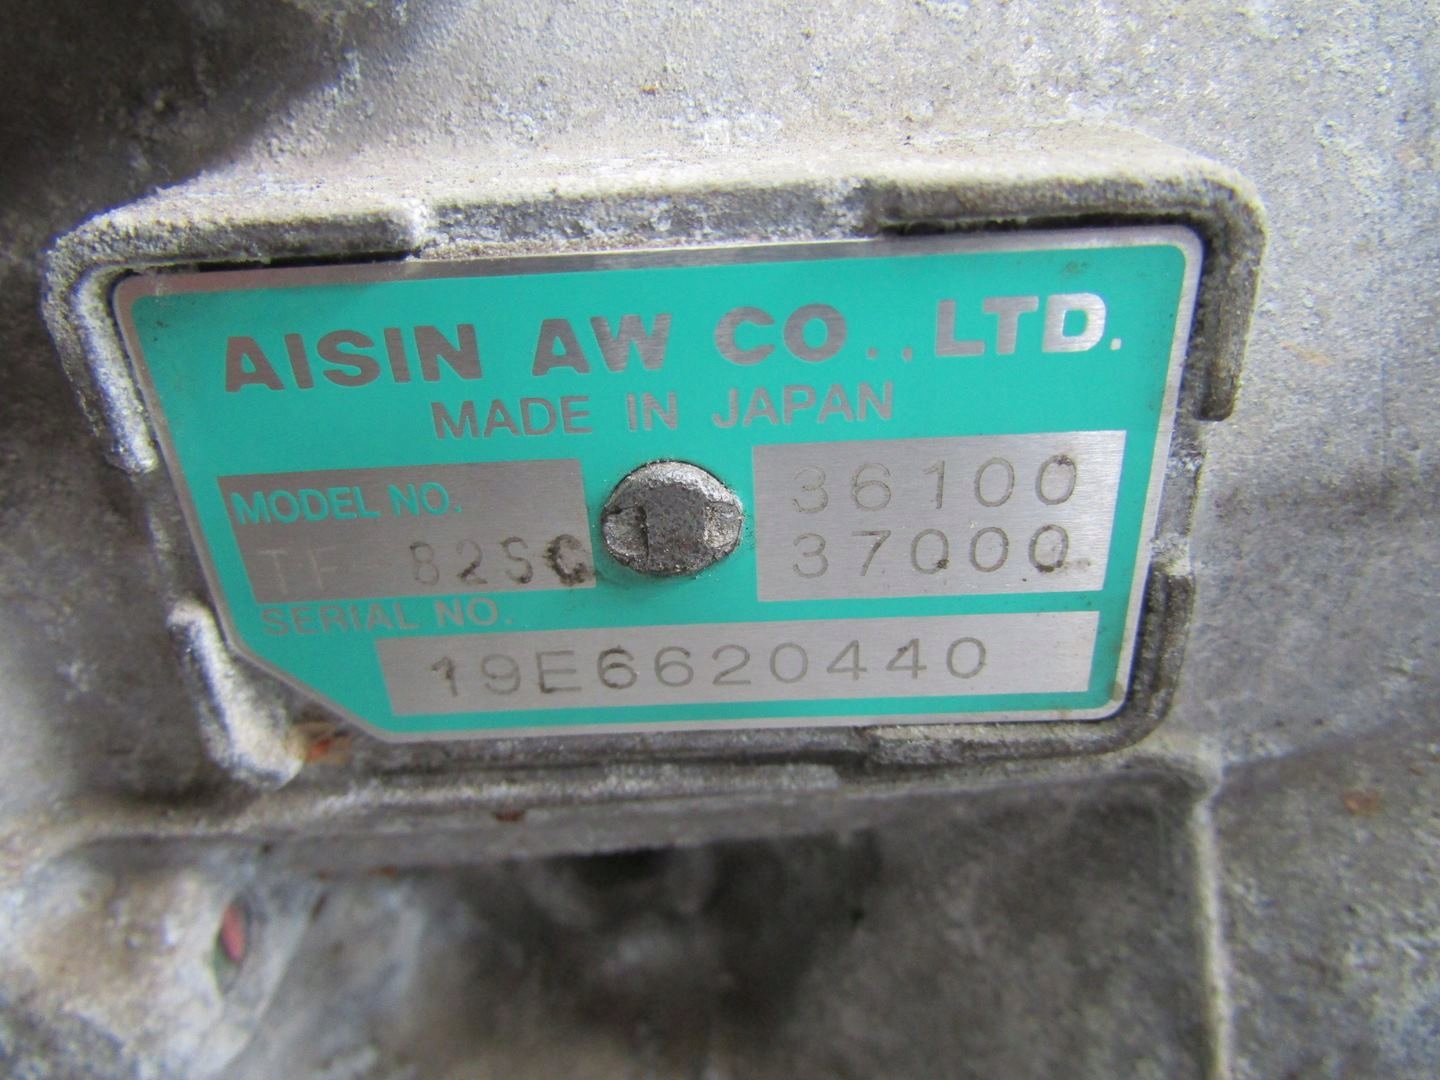 AISIN AW CO., LTD.
MADE IN JAPAN
MODEL NO.
TF 82SC
36100
37000
SERIAL NO.
19E6620440